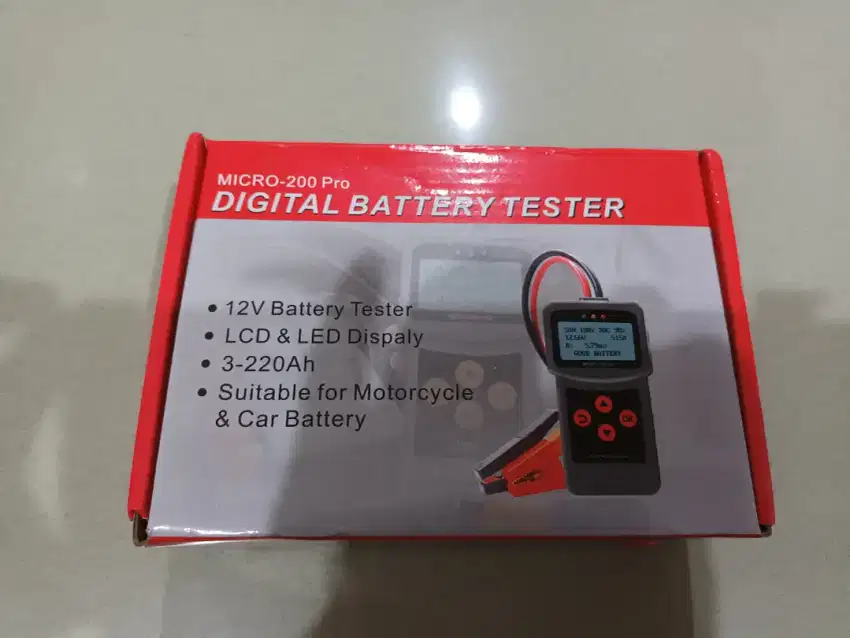 MICRO-200 Pro
DIGITAL BATTERY TESTER
• 12V Battery Tester
• LCD & LED Dispaly
• 3-220Ah
• Suitable for Motorcycle
& Car Battery
GOOD BATTERY
OK